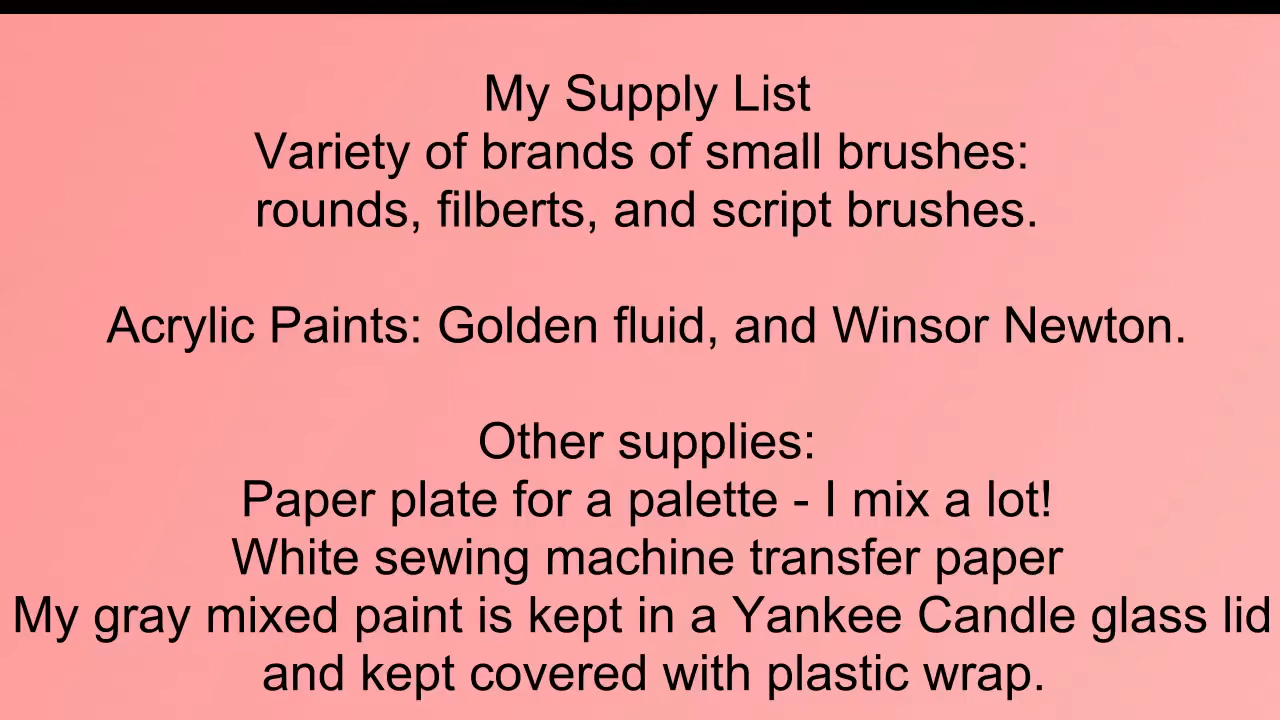 My Supply List
Variety of brands of small brushes:
rounds, filberts, and script brushes.
Acrylic Paints: Golden fluid, and Winsor Newton.
Other supplies:
Paper plate for a palette - I mix a lot!
White sewing machine transfer paper
My gray mixed paint is kept in a Yankee Candle glass lid
and kept covered with plastic wrap.